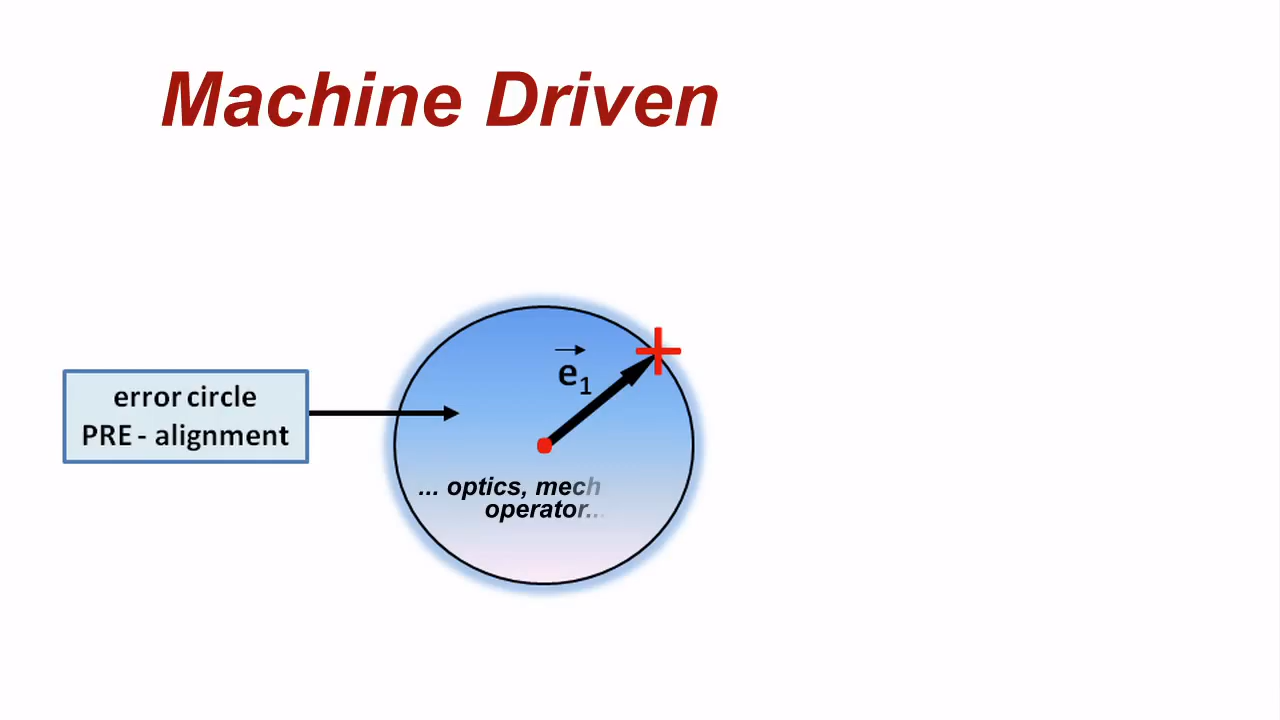 Machine Driven
e1
error circle
PRE - alignment
... optics, mech
operator...